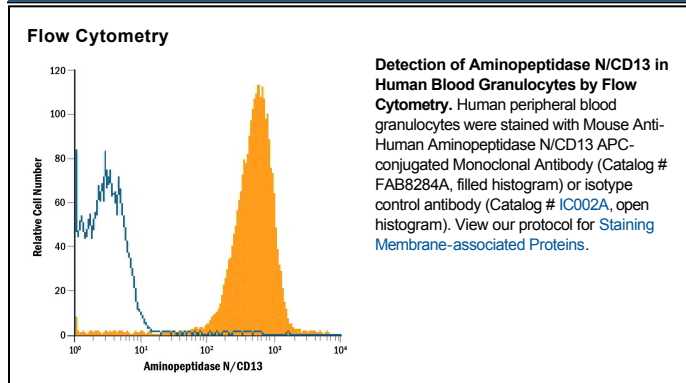 Flow Cytometry
Relative Cell Number
120
100
80
60
40
20
0
10⁰
10¹
10²
10³
10⁴
Aminopeptidase N/CD13
Detection of Aminopeptidase N/CD13 in
Human Blood Granulocytes by Flow
Cytometry. Human peripheral blood
granulocytes were stained with Mouse Anti-
Human Aminopeptidase N/CD13 APC-
conjugated Monoclonal Antibody (Catalog #
FAB8284A, filled histogram) or isotype
control antibody (Catalog # IC002A, open
histogram). View our protocol for Staining
Membrane-associated Proteins.